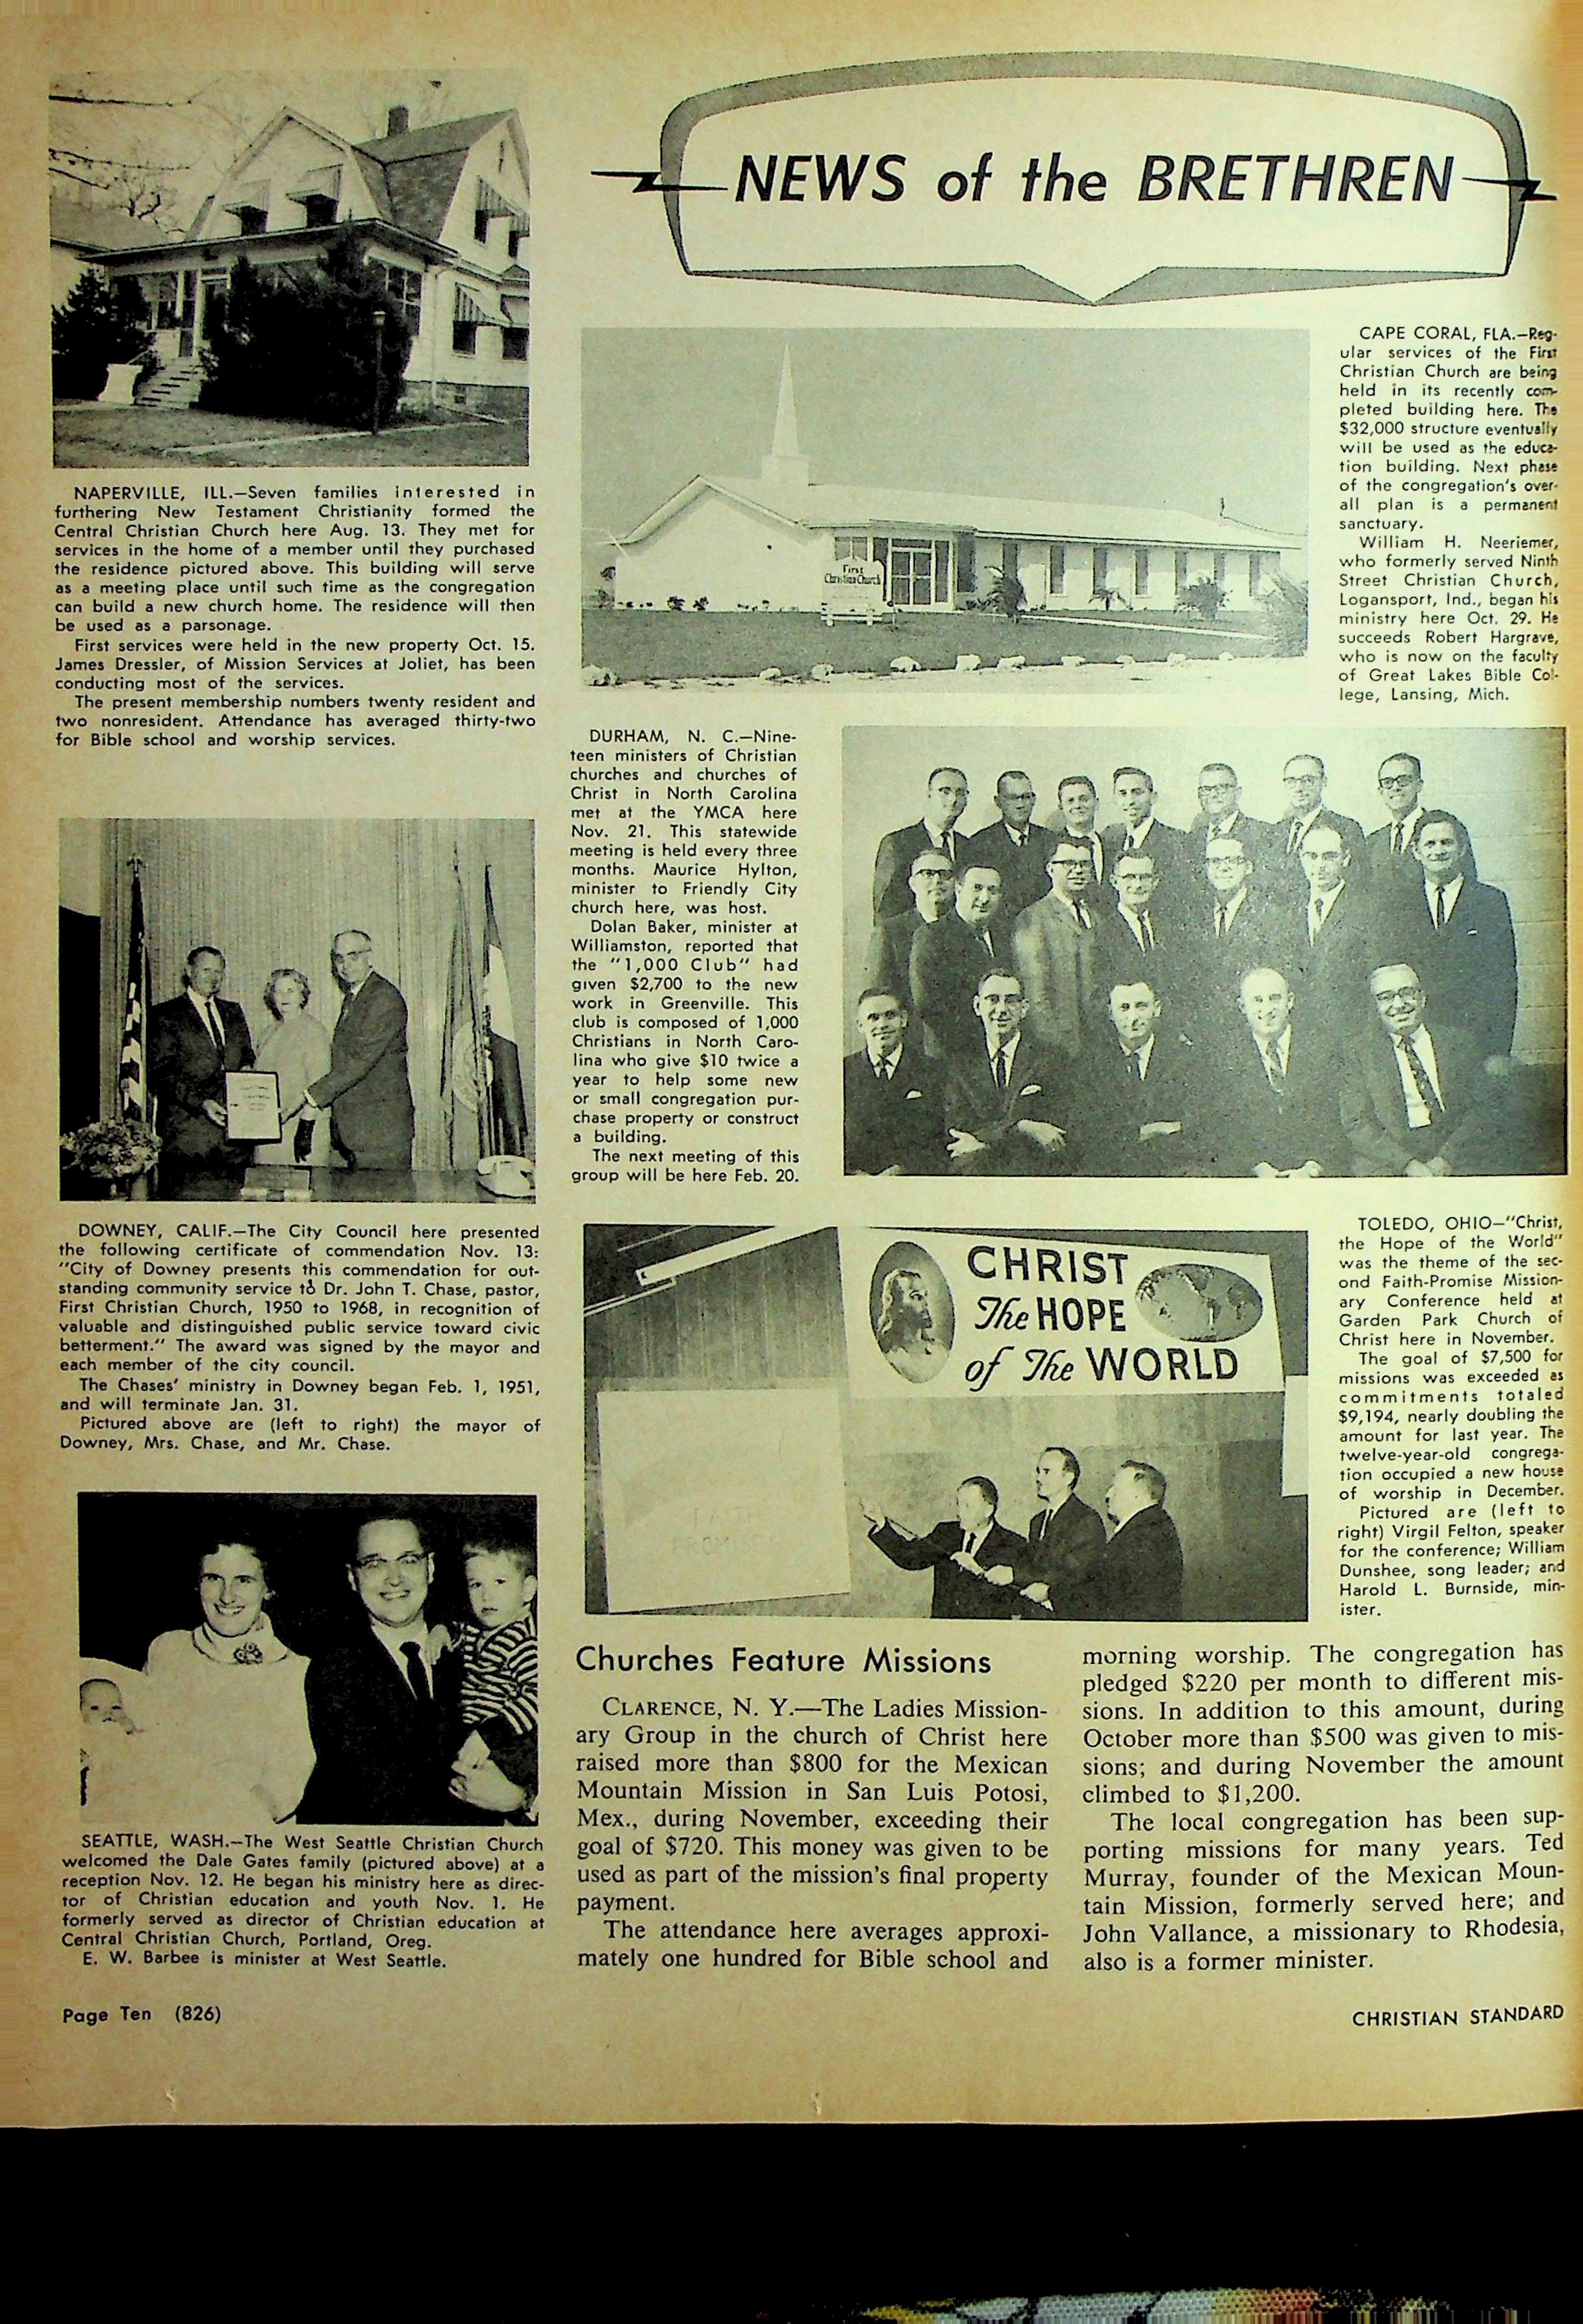 NEWS of the BRETHREN
NAPERVILLE, ILL.—Seven families interested in
furthering New Testament Christianity formed the
Central Christian Church here Aug. 13. They met for
services in the home of a member until they purchased
the residence pictured above. This building will serve
as a meeting place until such time as the congregation
can build a new church home. The residence will then
be used as a parsonage.
First services were held in the new property Oct. 15.
James Dressler, of Mission Services at Joliet, has been
conducting most of the services.
The present membership numbers twenty resident and
two nonresident. Attendance has averaged thirty-two
for Bible school and worship services.
First
Christian Church
CAPE CORAL, FLA.—Reg-
ular services of the First
Christian Church are being
held in its recently com-
pleted building here. The
$32,000 structure eventually
will be used as the educa-
tion building. Next phase
of the congregation's over-
all plan is a permanent
sanctuary.
William H. Neeriemer,
who formerly served Ninth
Street Christian Church,
Logansport, Ind., began his
ministry here Oct. 29. He
succeeds Robert Hargrave,
who is now on the faculty
of Great Lakes Bible Col-
lege, Lansing, Mich.
DURHAM, N. C.—Nine-
teen ministers of Christian
churches and churches of
Christ in North Carolina
met at the YMCA here
Nov. 21. This statewide
meeting is held every three
months. Maurice Hylton,
minister to Friendly City
church here, was host.
Dolan Baker, minister at
Williamston, reported that
the "1,000 Club" had
given $2,700 to the new
work in Greenville. This
club is composed of 1,000
Christians in North Caro-
lina who give $10 twice a
year to help some new
or small congregation pur-
chase property or construct
a building.
The next meeting of this
group will be here Feb. 20.
DOWNEY, CALIF.—The City Council here presented
the following certificate of commendation Nov. 13:
"City of Downey presents this commendation for out-
standing community service to Dr. John T. Chase, pastor,
First Christian Church, 1950 to 1968, in recognition of
valuable and distinguished public service toward civic
betterment." The award was signed by the mayor and
each member of the city council.
The Chases' ministry in Downey began Feb. 1, 1951,
and will terminate Jan. 31.
Pictured above are (left to right) the mayor of
Downey, Mrs. Chase, and Mr. Chase.
CHRIST
The HOPE
of The WORLD
TOLEDO, OHIO—"Christ,
the Hope of the World"
was the theme of the sec-
ond Faith-Promise Mission-
ary Conference held at
Garden Park Church of
Christ here in November.
The goal of $7,500 for
missions was exceeded as
commitments totaled
$9,194, nearly doubling the
amount for last year. The
twelve-year-old congrega-
tion occupied a new house
of worship in December.
Pictured are (left to
right) Virgil Felton, speaker
for the conference; William
Dunshee, song leader; and
Harold L. Burnside, min-
ister.
SEATTLE, WASH.—The West Seattle Christian Church
welcomed the Dale Gates family (pictured above) at a
reception Nov. 12. He began his ministry here as direc-
tor of Christian education and youth Nov. 1. He
formerly served as director of Christian education at
Central Christian Church, Portland, Oreg.
E. W. Barbee is minister at West Seattle.
Churches Feature Missions
CLARENCE, N. Y.—The Ladies Mission-
ary Group in the church of Christ here
raised more than $800 for the Mexican
Mountain Mission in San Luis Potosi,
Mex., during November, exceeding their
goal of $720. This money was given to be
used as part of the mission's final property
payment.
The attendance here averages approxi-
mately one hundred for Bible school and
morning worship. The congregation has
pledged $220 per month to different mis-
sions. In addition to this amount, during
October more than $500 was given to mis-
sions; and during November the amount
climbed to $1,200.
The local congregation has been sup-
porting missions for many years. Ted
Murray, founder of the Mexican Moun-
tain Mission, formerly served here; and
John Vallance, a missionary to Rhodesia,
also is a former minister.
Page Ten (826)
CHRISTIAN STANDARD